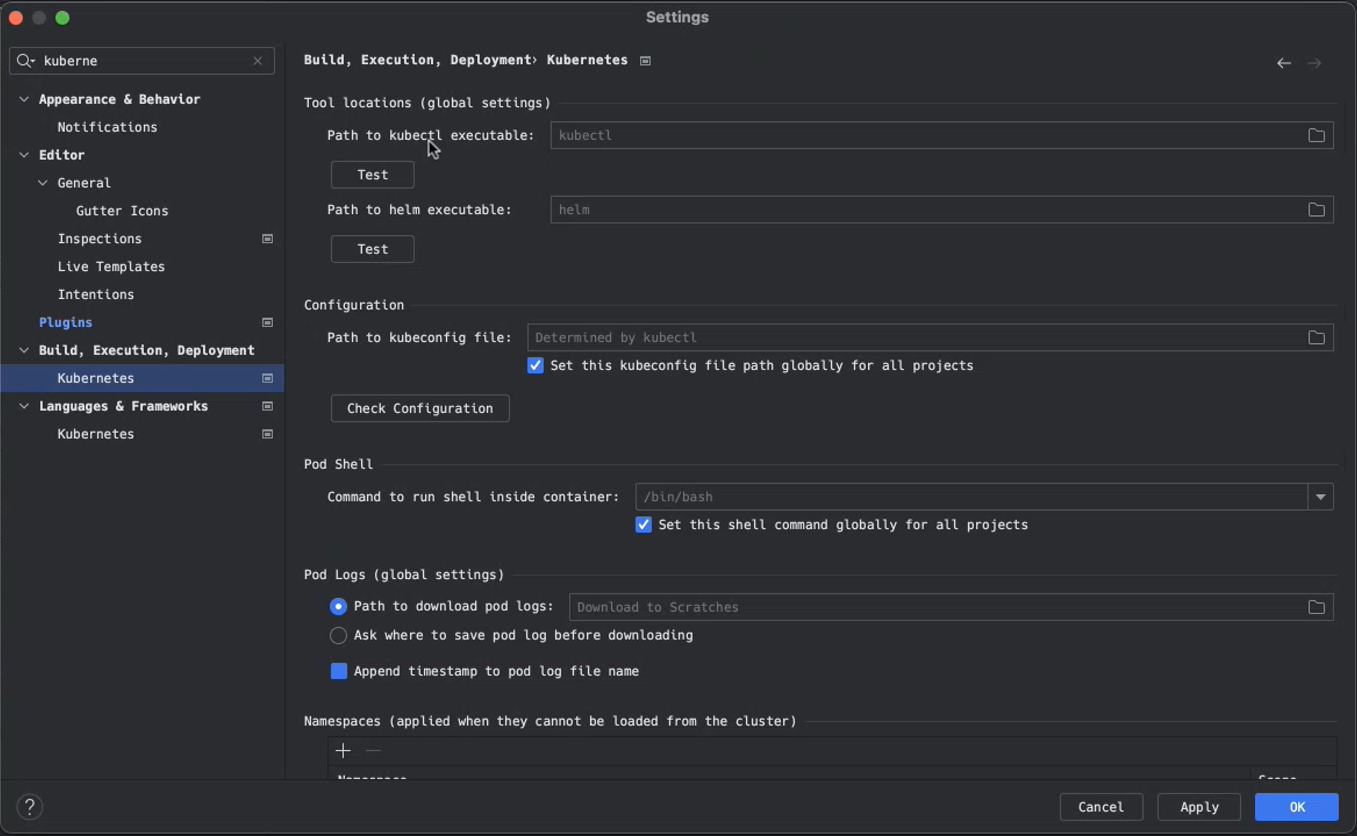 Settings
kuberne
Build, Execution, Deployment› Kubernetes
Appearance & Behavior
Notifications
Editor
General
Gutter Icons
Inspections
Live Templates
Intentions
Plugins
Build, Execution, Deployment
Kubernetes
Languages & Frameworks
Kubernetes
Tool locations (global settings)
Path to kubectl executable: kubectl
Test
Path to helm executable: helm
Test
Configuration
Path to kubeconfig file: Determined by kubectl
Set this kubeconfig file path globally for all projects
Check Configuration
Pod Shell
Command to run shell inside container: /bin/bash
Set this shell command globally for all projects
Pod Logs (global settings)
Path to download pod logs: Download to Scratches
Ask where to save pod log before downloading
Append timestamp to pod log file name
Namespaces (applied when they cannot be loaded from the cluster)
?
Cancel Apply OK